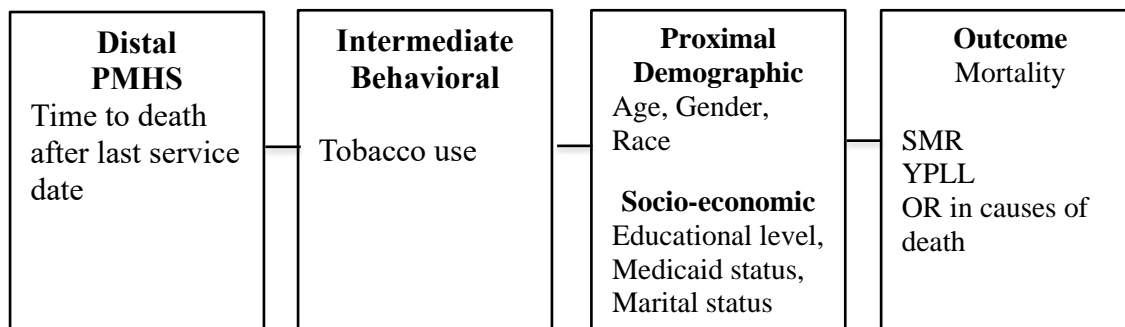 Distal
PMHS
Time to death
after last service
date
Intermediate
Behavioral
Tobacco use
Proximal
Demographic
Age, Gender,
Race
Socio-economic
Educational level,
Medicaid status,
Marital status
Outcome
Mortality
SMR
YPLL
OR in causes of
death